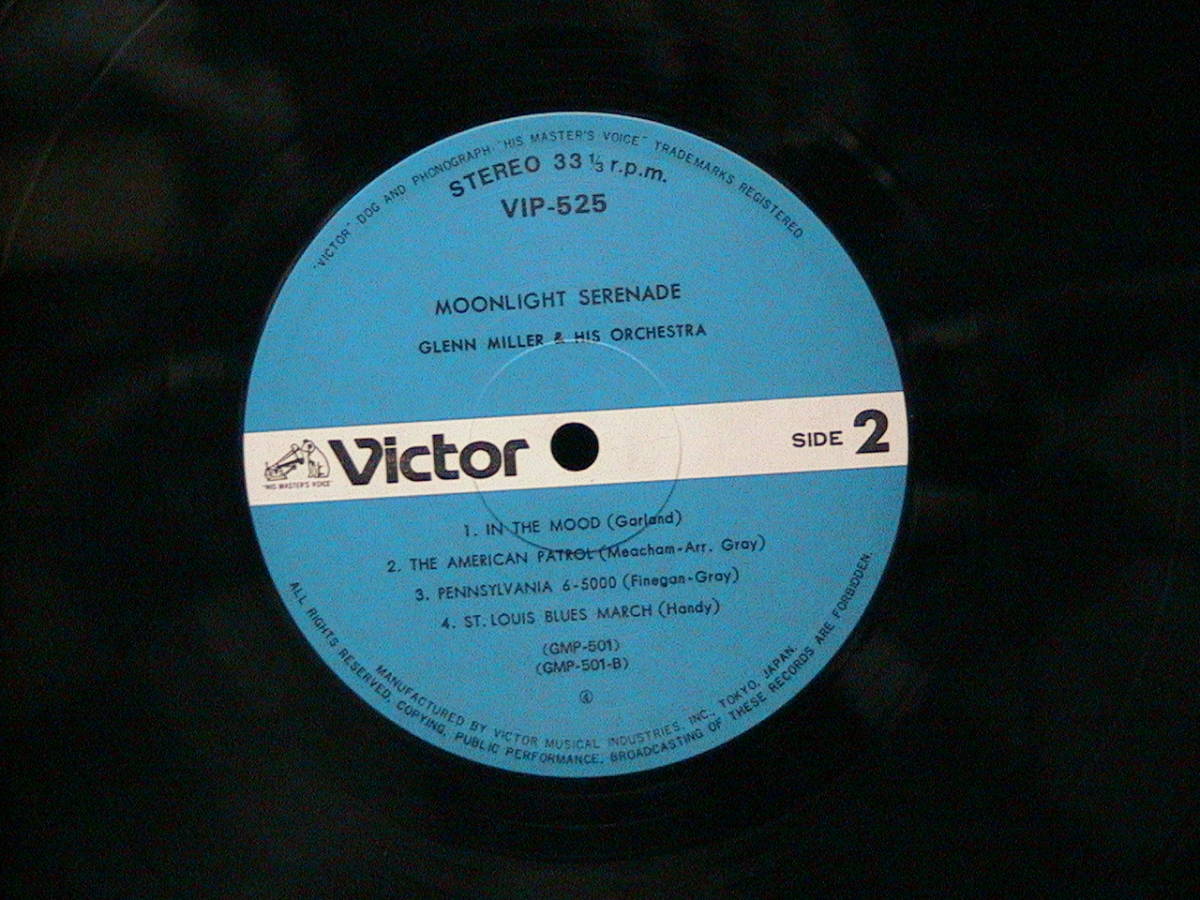 "VICTOR" DOG AND PHONOGRAPH "HIS MASTER'S VOICE" TRADEMARKS REGISTERED
STEREO 33⅓ r.p.m.
VIP-525
MOONLIGHT SERENADE
GLENN MILLER & HIS ORCHESTRA
"HIS MASTER'S VOICE"
Victor
SIDE 2
1. IN THE MOOD (Garland)
2. THE AMERICAN PATROL (Meacham-Arr. Gray)
3. PENNSYLVANIA 6-5000 (Finegan-Gray)
4. ST. LOUIS BLUES MARCH (Handy)
(GMP-501)
(GMP-501-B)
④
MANUFACTURED BY VICTOR MUSICAL INDUSTRIES, INC., TOKYO, JAPAN.
ALL RIGHTS RESERVED, COPYING, PUBLIC PERFORMANCE, BROADCASTING OF THESE RECORDS ARE FORBIDDEN.